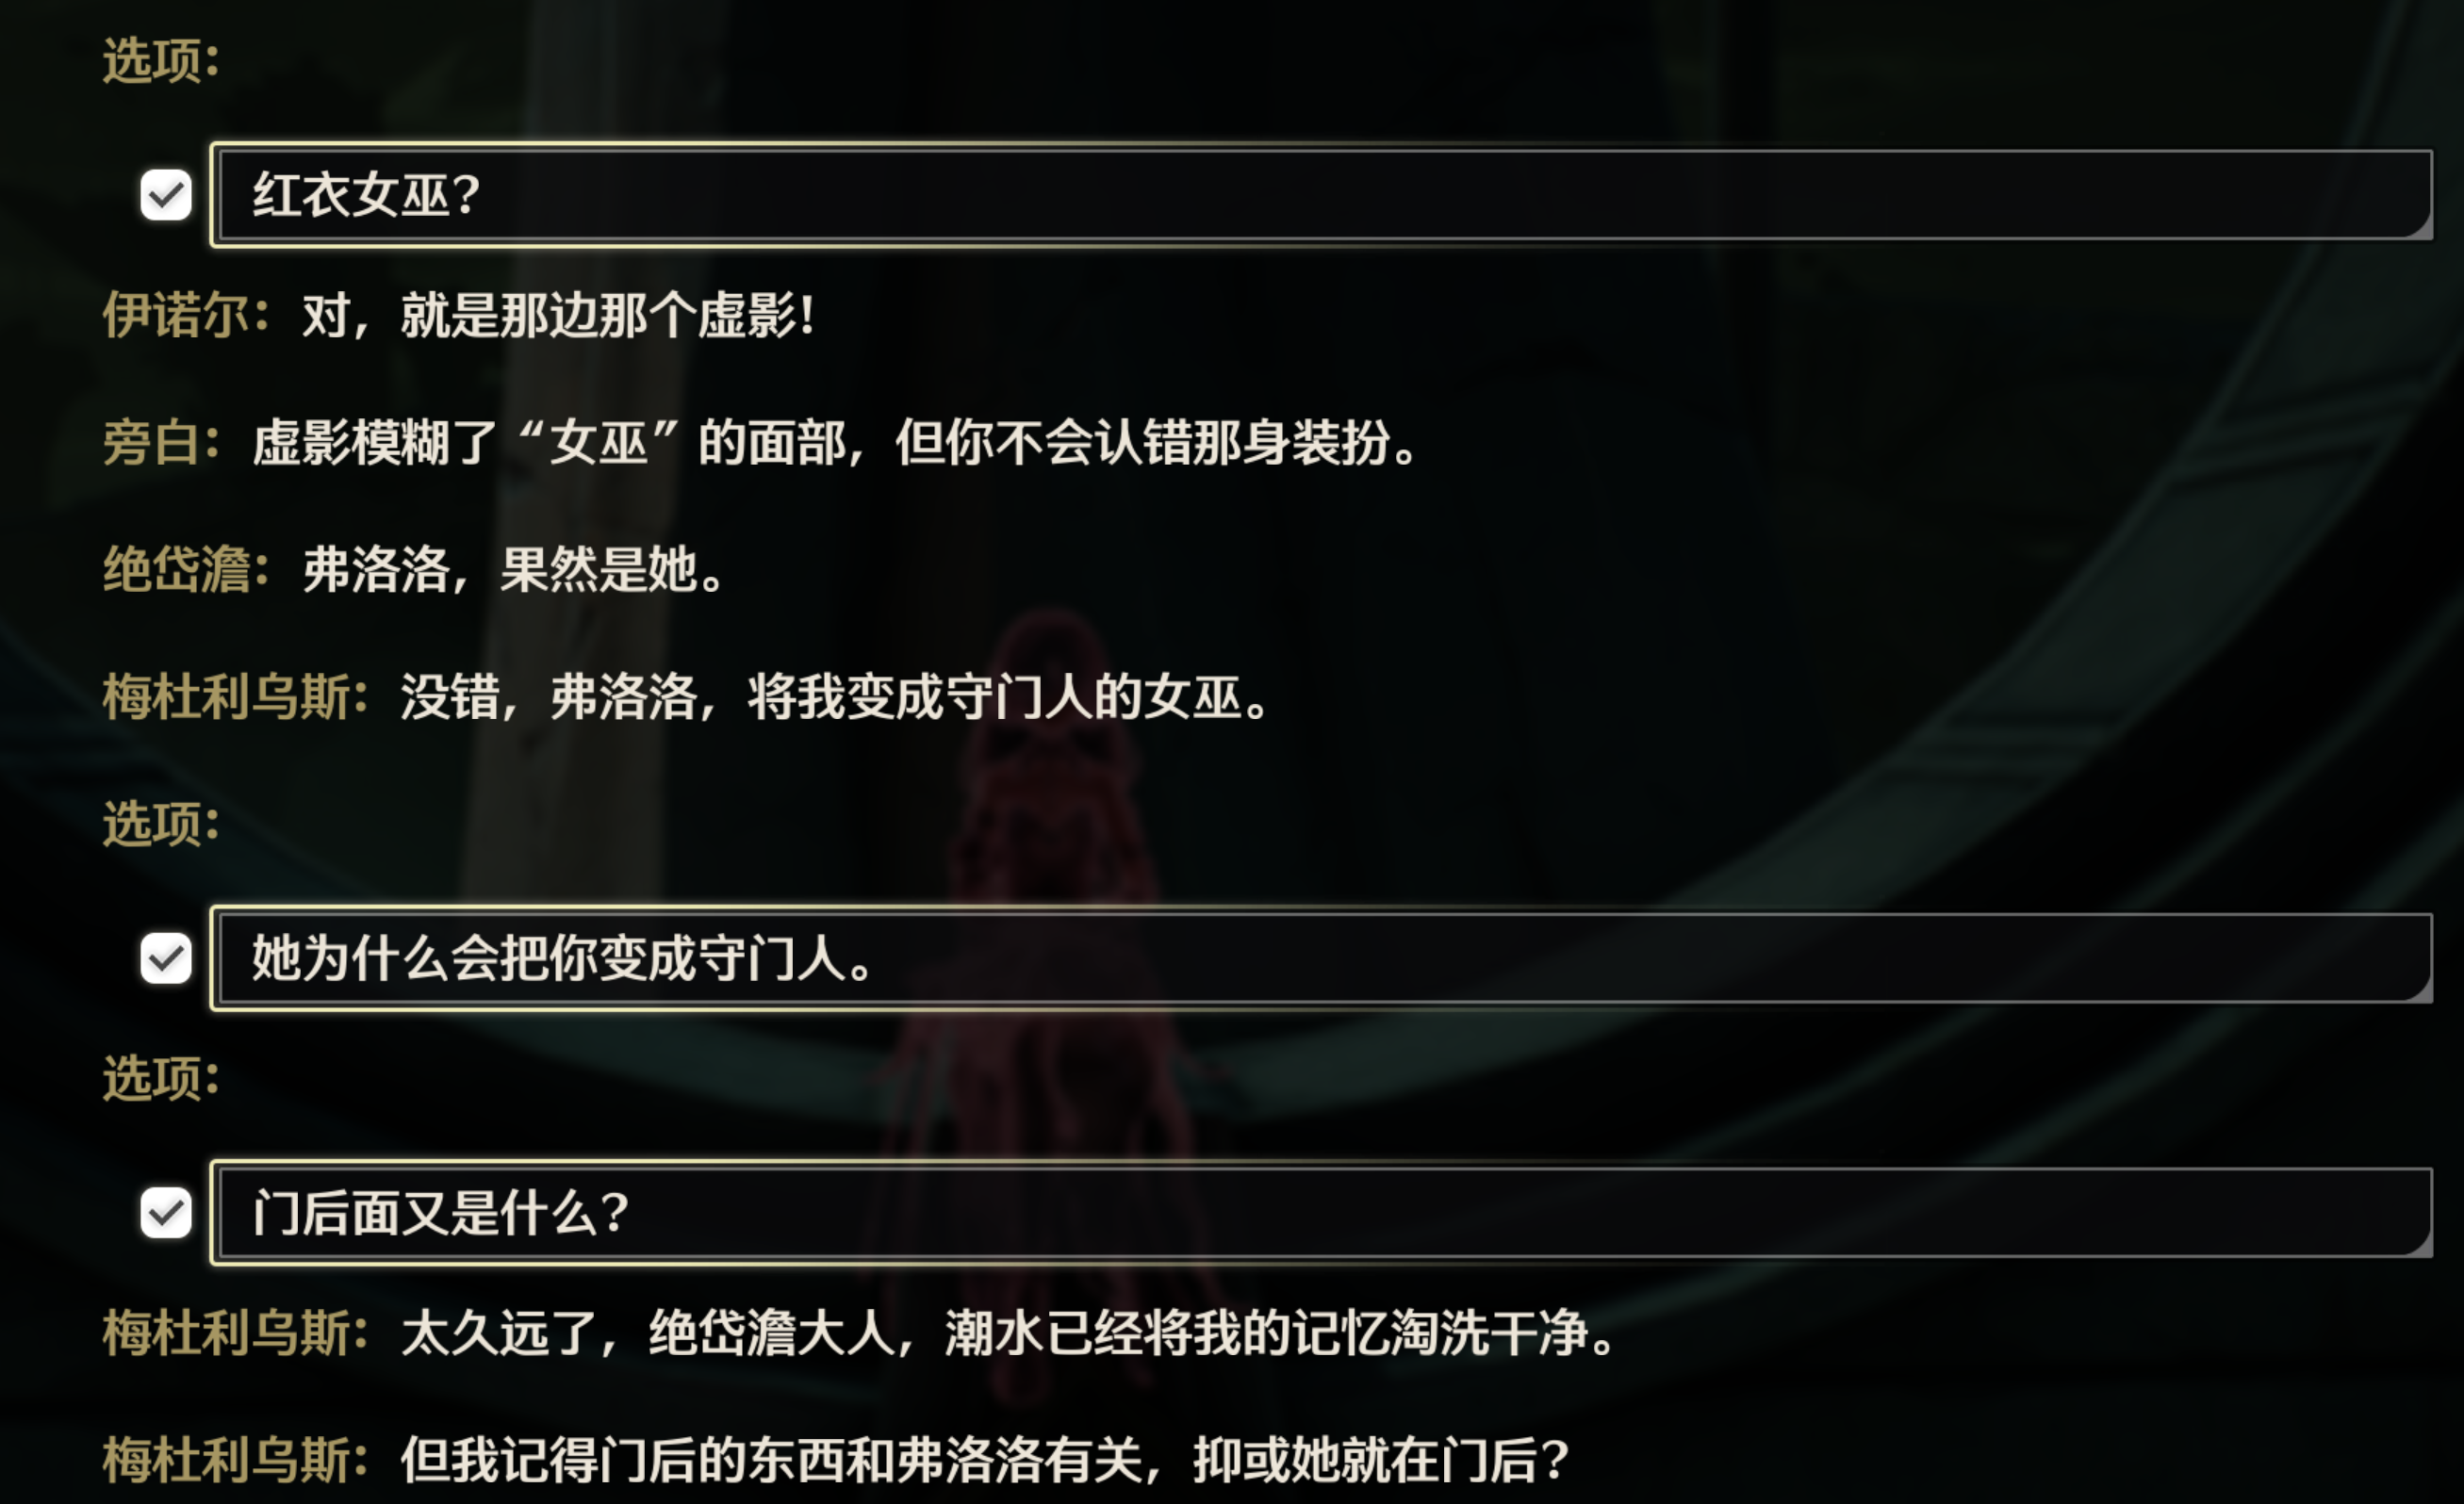 选项：
红衣女巫？
伊诺尔：对，就是那边那个虚影！
旁白：虚影模糊了“女巫”的面部，但你不会认错那身装扮。
绝岱澹：弗洛洛，果然是她。
梅杜利乌斯：没错，弗洛洛，将我变成守门人的女巫。
选项：
她为什么会把你变成守门人。
选项：
门后面又是什么？
梅杜利乌斯：太久远了，绝岱澹大人，潮水已经将我的记忆淘洗干净。
梅杜利乌斯：但我记得门后的东西和弗洛洛有关，抑或她就在门后？